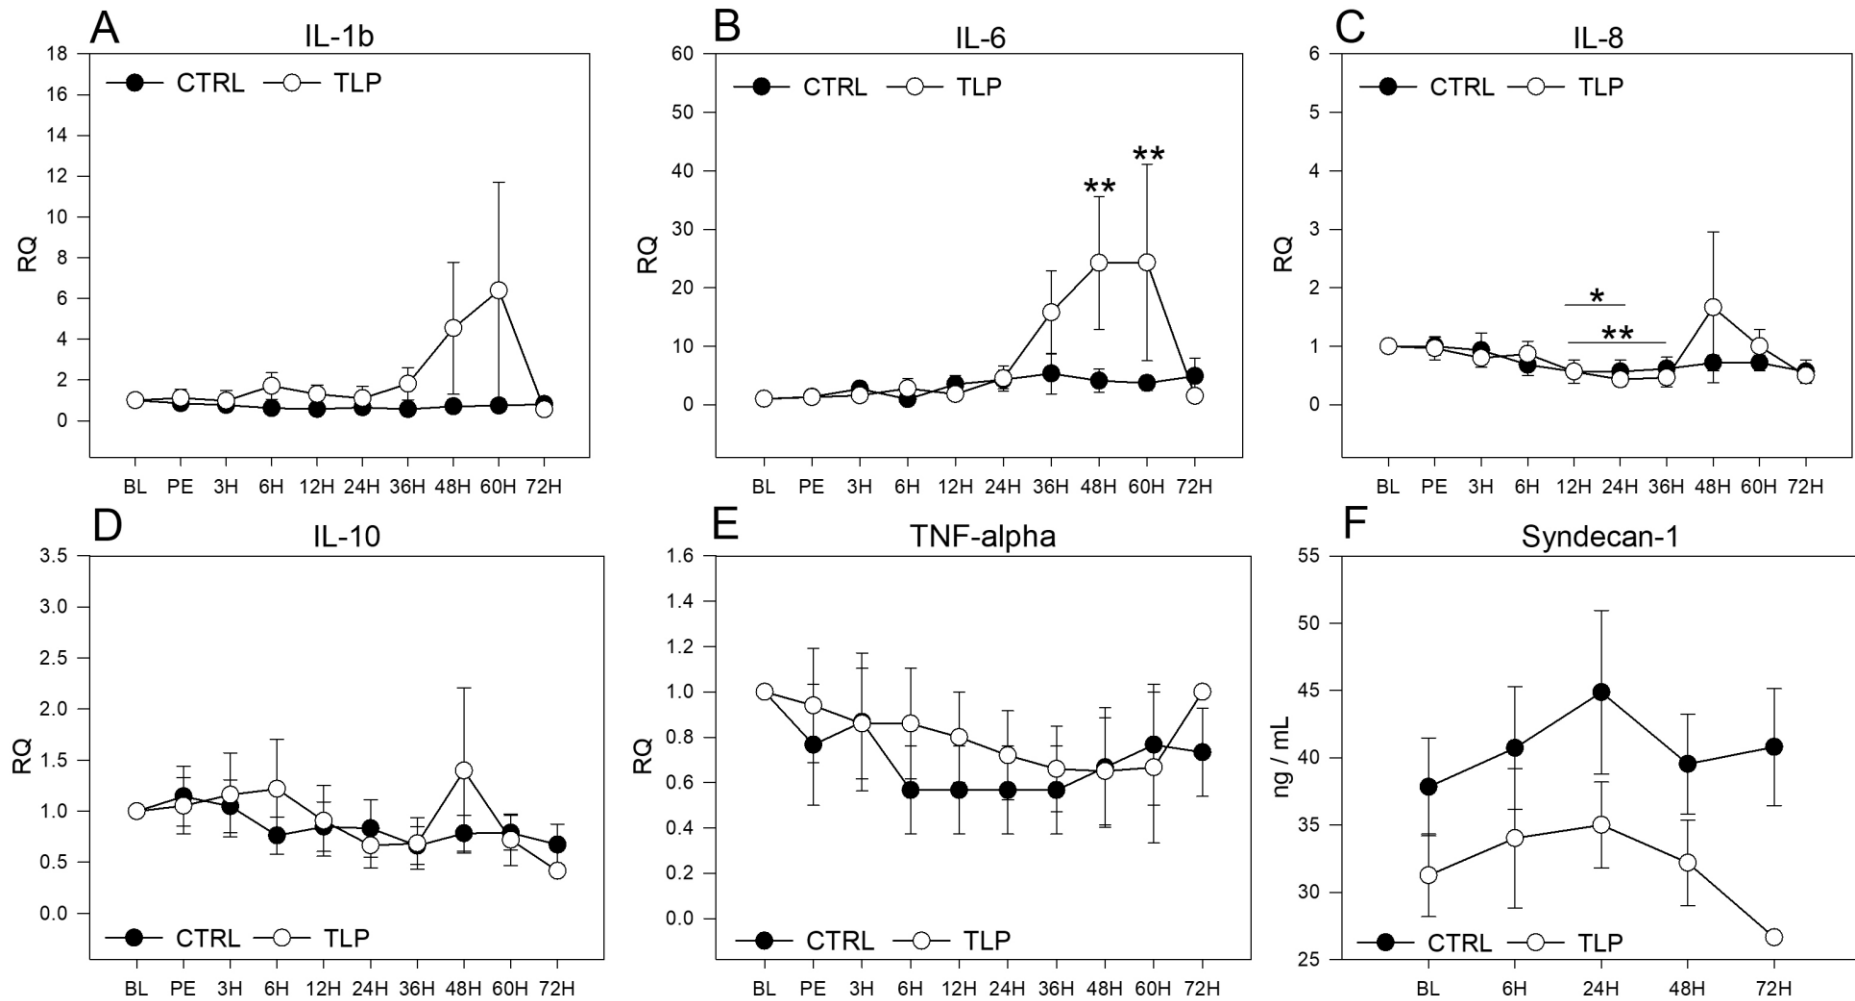 A
IL-1b
18
16
14
12
10
8
6
4
2
0
RQ
CTRL TLP
BL PE 3H 6H 12H 24H 36H 48H 60H 72H
B
IL-6
60
50
40
30
20
10
0
RQ
CTRL TLP
**
**
BL PE 3H 6H 12H 24H 36H 48H 60H 72H
C
IL-8
6
5
4
3
2
1
0
RQ
CTRL TLP
*
**
BL PE 3H 6H 12H 24H 36H 48H 60H 72H
D
IL-10
3.5
3.0
2.5
2.0
1.5
1.0
0.5
0.0
RQ
CTRL TLP
BL PE 3H 6H 12H 24H 36H 48H 60H 72H
E
TNF-alpha
1.6
1.4
1.2
1.0
0.8
0.6
0.4
0.2
0.0
RQ
CTRL TLP
BL PE 3H 6H 12H 24H 36H 48H 60H 72H
F
Syndecan-1
55
50
45
40
35
30
25
ng / mL
CTRL TLP
BL 6H 24H 48H 72H